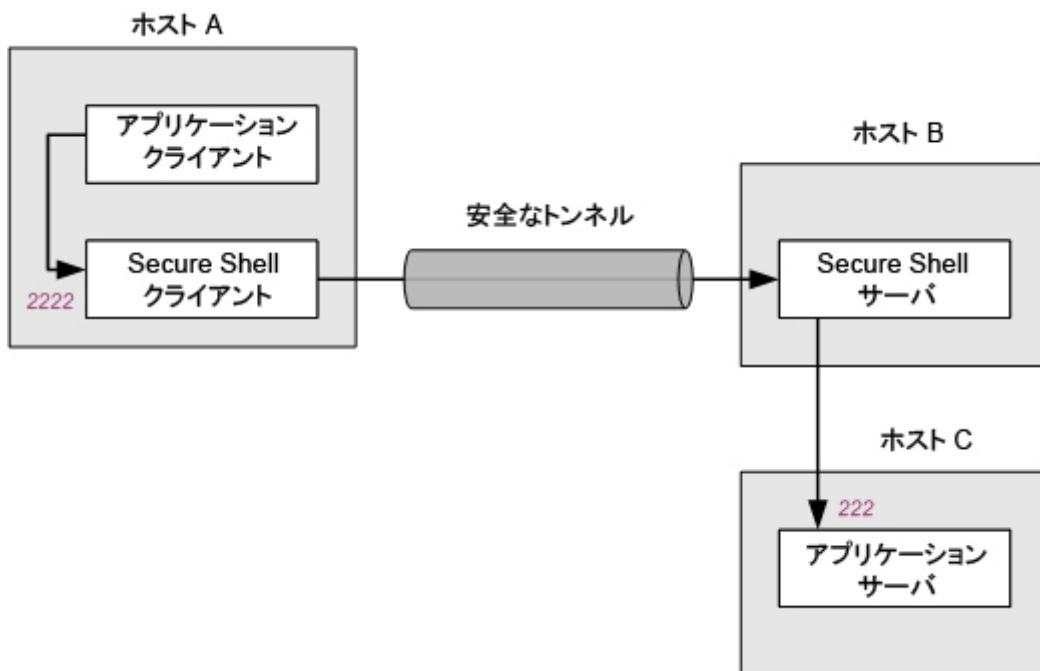 ホスト A
アプリケーション
クライアント
Secure Shell
クライアント
2222
安全なトンネル
ホスト B
Secure Shell
サーバ
ホスト C
222
アプリケーション
サーバ